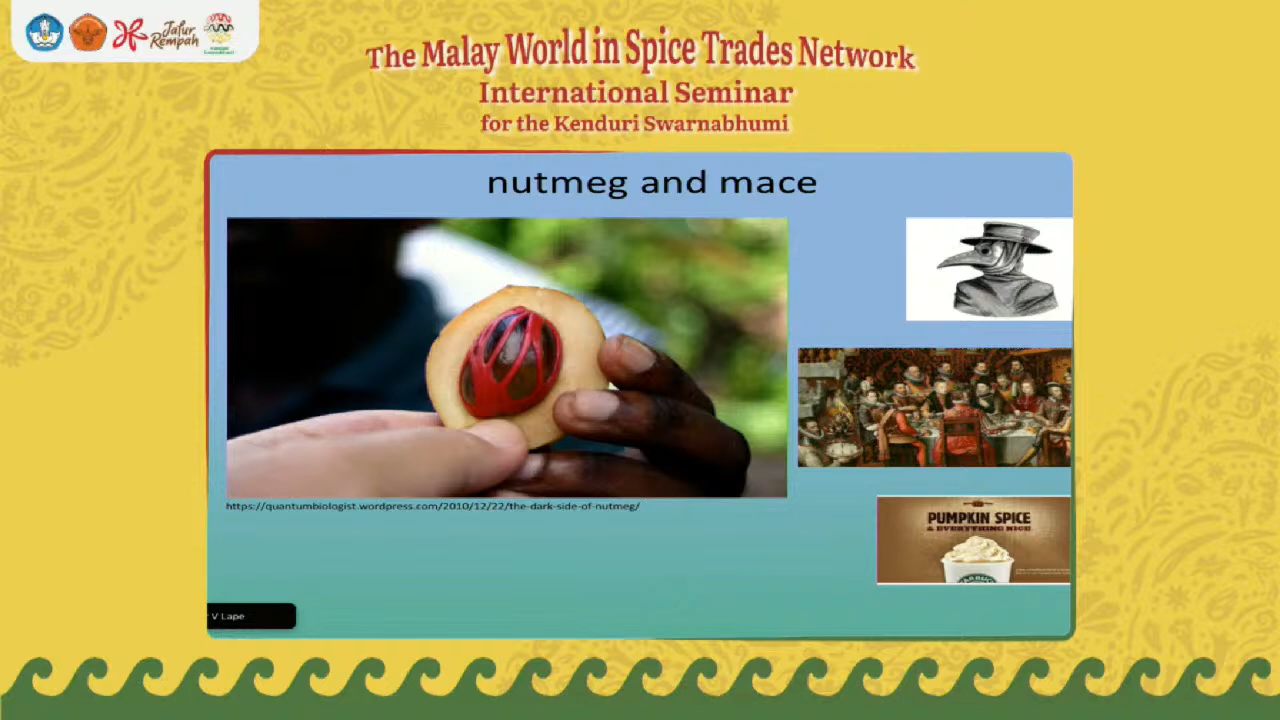 Jalur
Rempah
The Malay World in Spice Trades Network
International Seminar
for the Kenduri Swarnabhumi
nutmeg and mace
https://quantumbiologist.wordpress.com/2010/12/22/the-dark-side-of-nutmeg/
PUMPKIN SPICE
& EVERYTHING NICE
V Lape